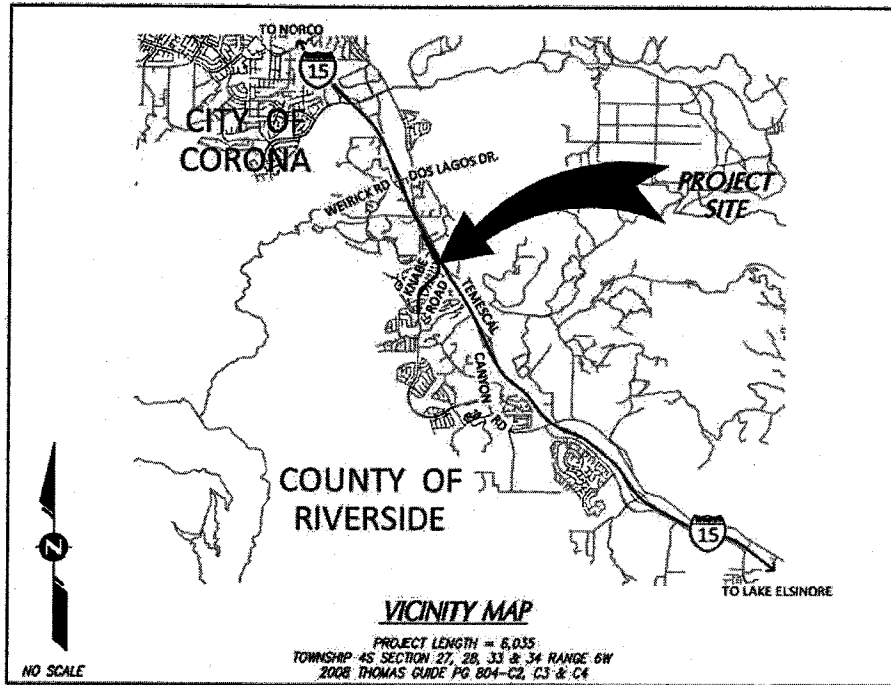 TO NORCO
15
CITY OF
CORONA
WEIRICK RD
DOS LAGOS DR.
PROJECT
SITE
KNABE
ROAD
TEMESCAL
CANYON
RD
COUNTY OF
RIVERSIDE
15
TO LAKE ELSINORE
N
NO SCALE
VICINITY MAP
PROJECT LENGTH = 6,035
TOWNSHIP 4S SECTION 27, 28, 33 & 34 RANGE 6W
2008 THOMAS GUIDE PG 804-C2, C3 & C4